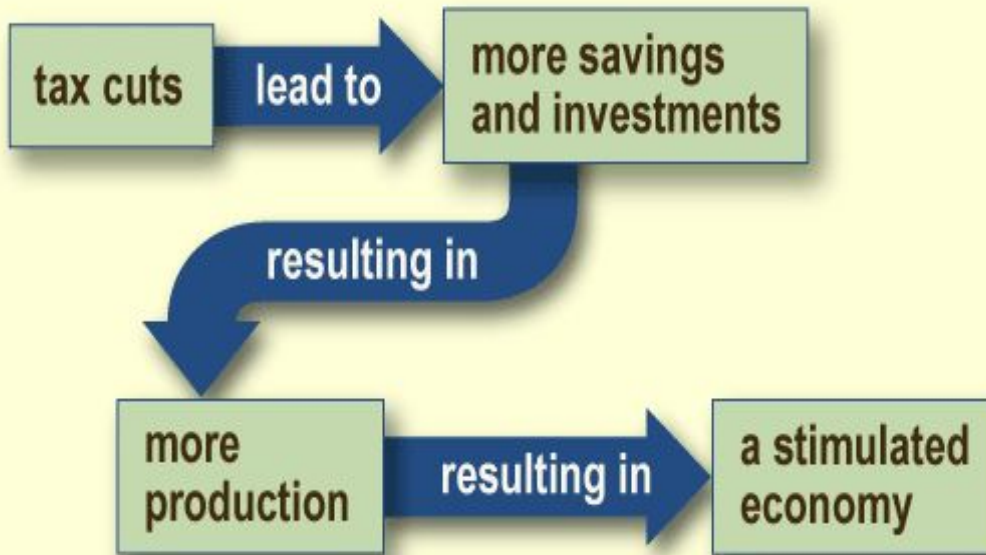 tax cuts
lead to
more savings
and investments
resulting in
more
production
resulting in
a stimulated
economy